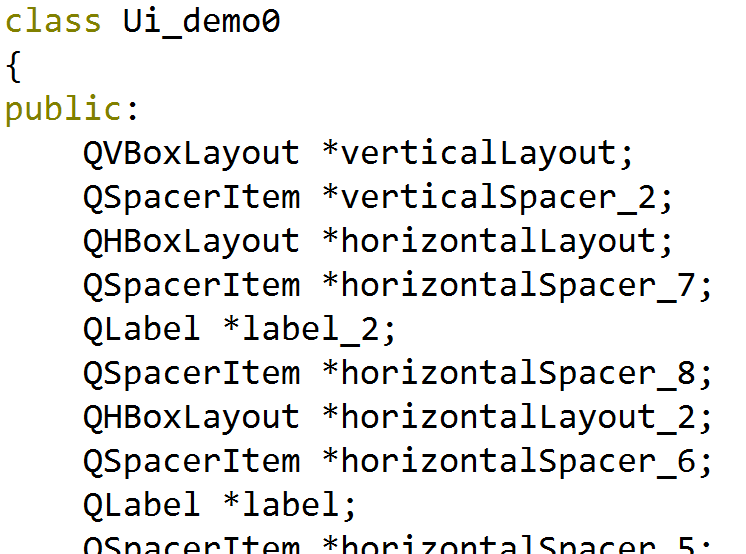 class Ui_demo0
{
public:
QVBoxLayout *verticalLayout;
QSpacerItem *verticalSpacer_2;
QHBoxLayout *horizontalLayout;
QSpacerItem *horizontalSpacer_7;
QLabel *label_2;
QSpacerItem *horizontalSpacer_8;
QHBoxLayout *horizontalLayout_2;
QSpacerItem *horizontalSpacer_6;
QLabel *label;
QSpacerItem *horizontalSpacer_5;